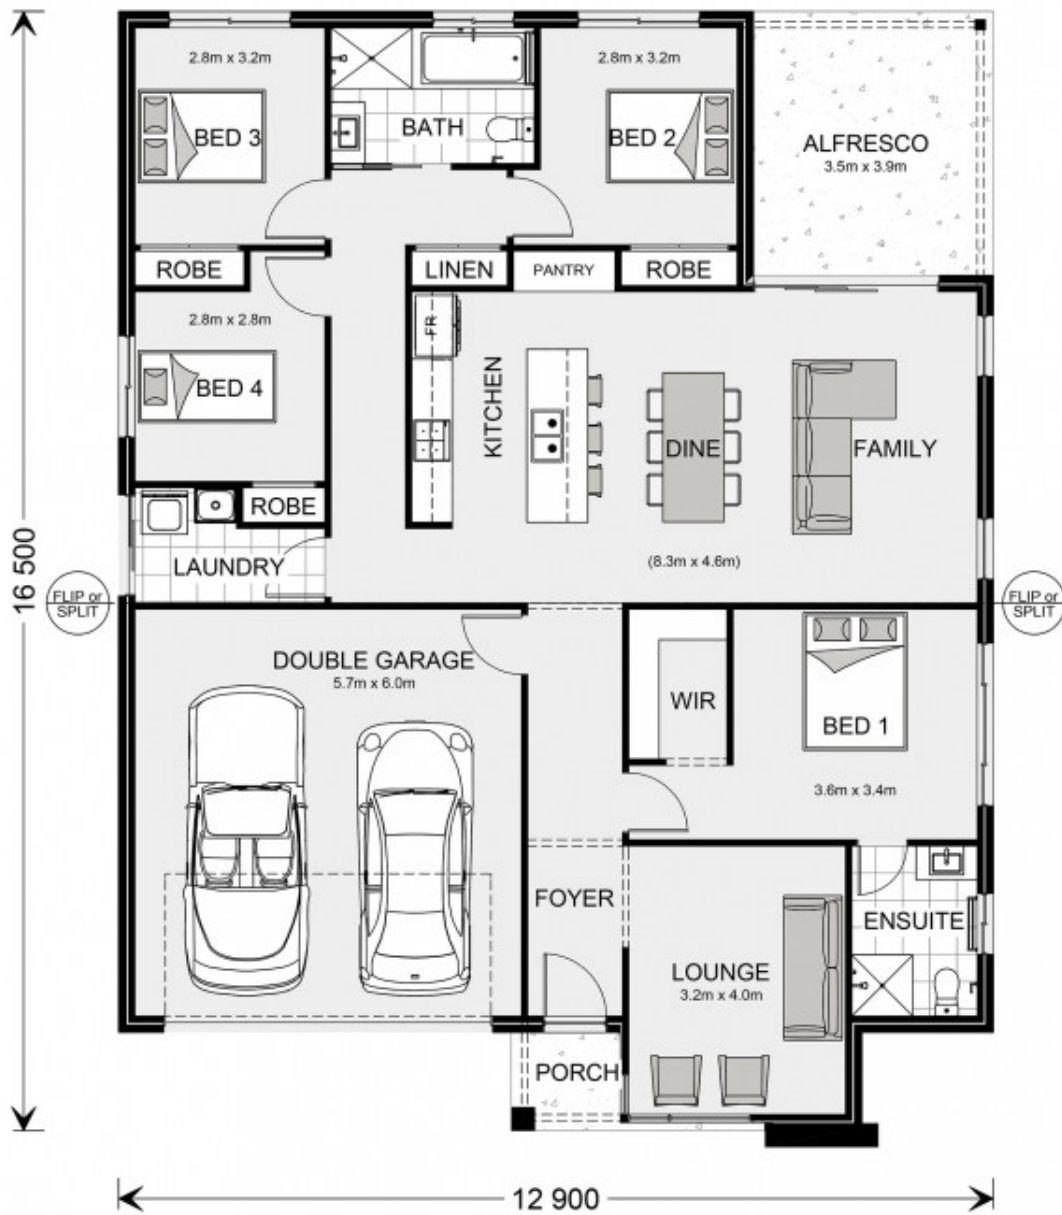 2.8m x 3.2m
BED 3
BATH
2.8m x 3.2m
BED 2
ALFRESCO
3.5m x 3.9m
ROBE
LINEN
PANTRY
ROBE
2.8m x 2.8m
BED 4
FR
KITCHEN
DINE
FAMILY
ROBE
LAUNDRY
(8.3m x 4.6m)
16 500
FLIP or
SPLIT
FLIP or
SPLIT
DOUBLE GARAGE
5.7m x 6.0m
WIR
BED 1
3.6m x 3.4m
FOYER
ENSUITE
LOUNGE
3.2m x 4.0m
PORCH
12 900